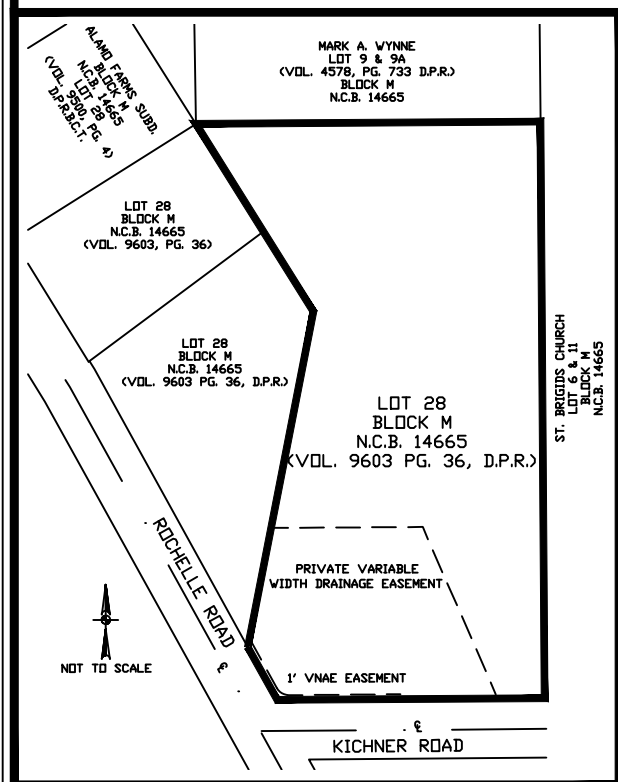 ALAMO FARMS SUBD.
BLOCK M
N.C.B. 14665
LOT 28
(VOL. 9500, PG. 4)
D.P.R.B.C.T.
MARK A. WYNNE
LOT 9 & 9A
(VOL. 4578, PG. 733 D.P.R.)
BLOCK M
N.C.B. 14665
LOT 28
BLOCK M
N.C.B. 14665
(VOL. 9603, PG. 36)
LOT 28
BLOCK M
N.C.B. 14665
(VOL. 9603 PG. 36, D.P.R.)
LOT 28
BLOCK M
N.C.B. 14665
(VOL. 9603 PG. 36, D.P.R.)
ST. BRIGIDS CHURCH
LOT 6 & 11
BLOCK M
N.C.B. 14665
PRIVATE VARIABLE
WIDTH DRAINAGE EASEMENT
ROCHELLE ROAD
℄
NOT TO SCALE
1' VNAE EASEMENT
℄
KICHNER ROAD